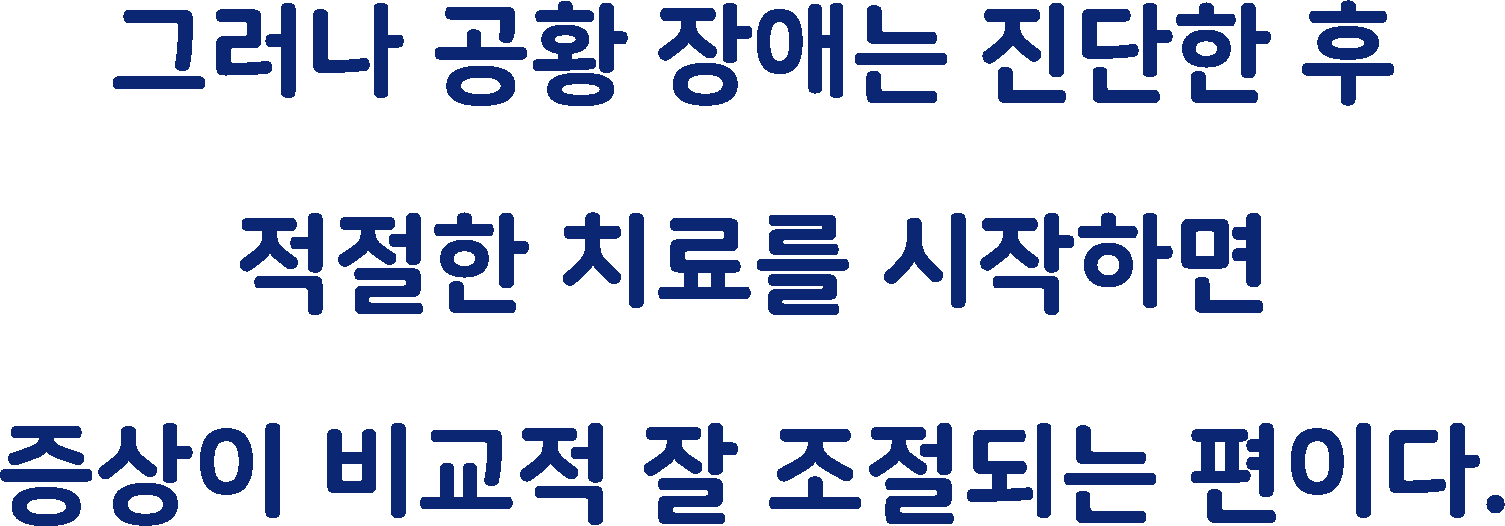 그러나 공황 장애는 진단한 후
적절한 치료를 시작하면
증상이 비교적 잘 조절되는 편이다.